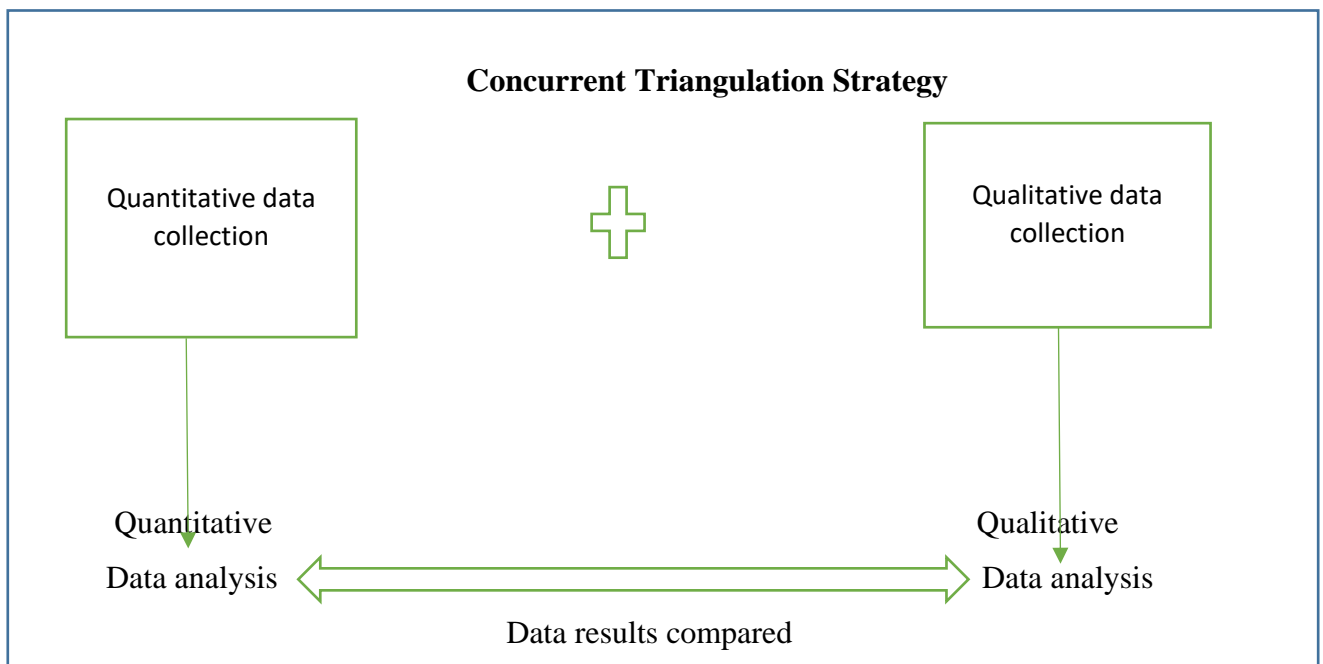 Concurrent Triangulation Strategy
Quantitative data
collection
Qualitative data
collection
Quantitative
Data analysis
Qualitative
Data analysis
Data results compared